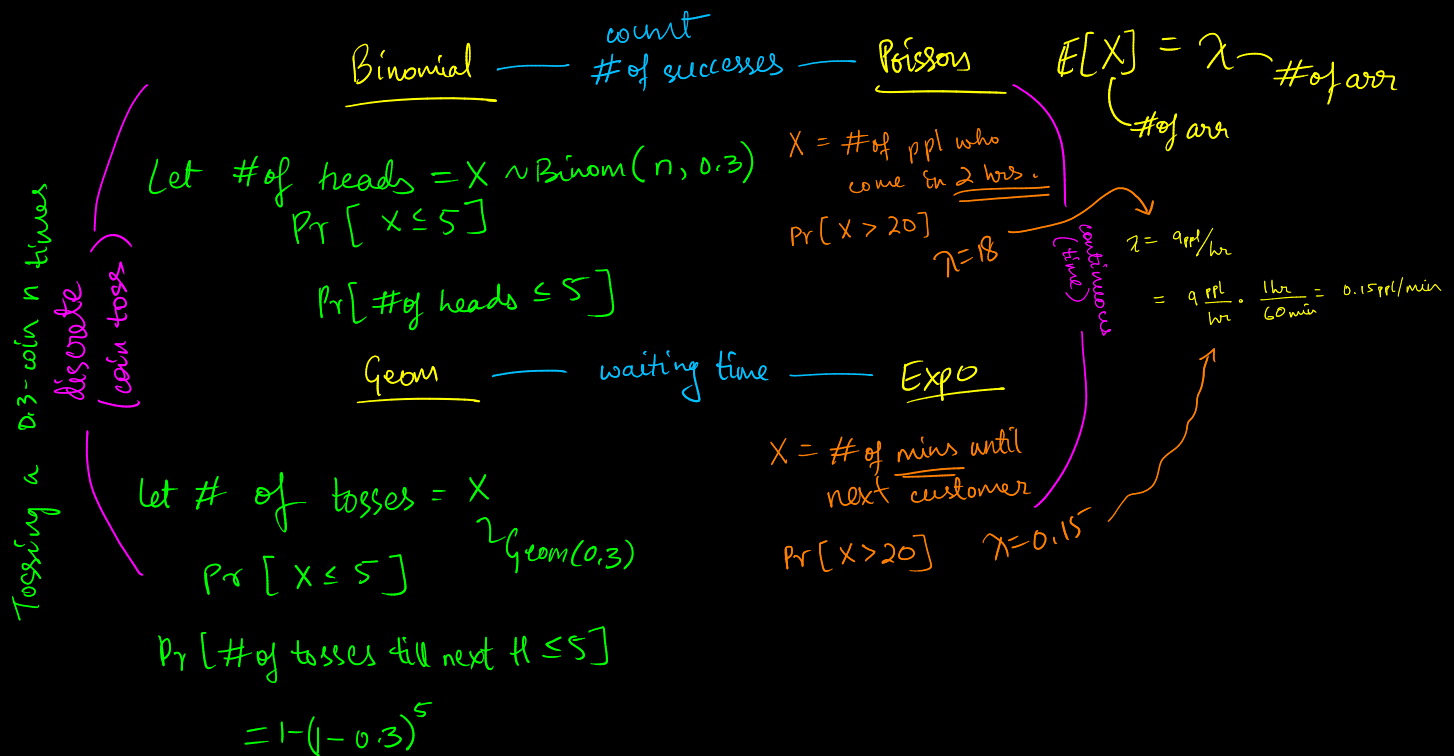 count
Binomial — # of successes — Poisson
E[X] = λ — # of arr
# of arr
Let # of heads = X ~ Binom(n, 0.3)
Pr[X ≤ 5]
Pr[# of heads ≤ 5]
X = # of ppl who
come in 2 hrs.
Pr[X > 20]
λ=18
λ = 9ppl/hr
= 9 ppl/hr . 1hr/60min = 0.15ppl/min
Tossing a 0.3-coin n times
discrete
(coin toss)
continuous
(time)
Geom — waiting time — Expo
Let # of tosses = X
~Geom(0.3)
Pr[X ≤ 5]
Pr[# of tosses till next H ≤ 5]
= 1-(1-0.3)^5
X = # of mins until
next customer
Pr[X>20]
λ=0.15